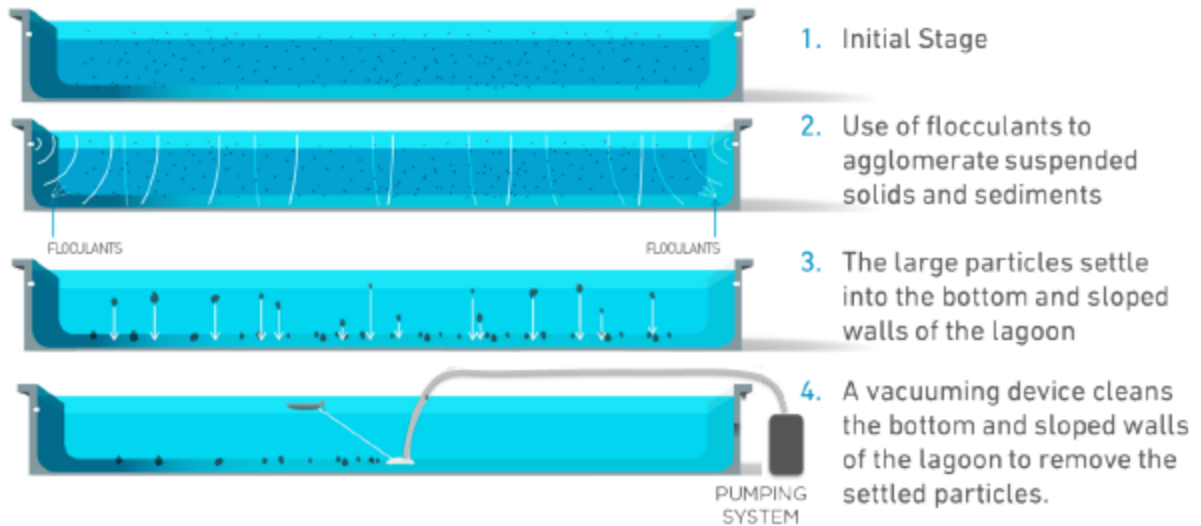 1. Initial Stage
2. Use of flocculants to
agglomerate suspended
solids and sediments
FLOCULANTS
FLOCULANTS
3. The large particles settle
into the bottom and sloped
walls of the lagoon
4. A vacuuming device cleans
the bottom and sloped walls
of the lagoon to remove the
settled particles.
PUMPING
SYSTEM